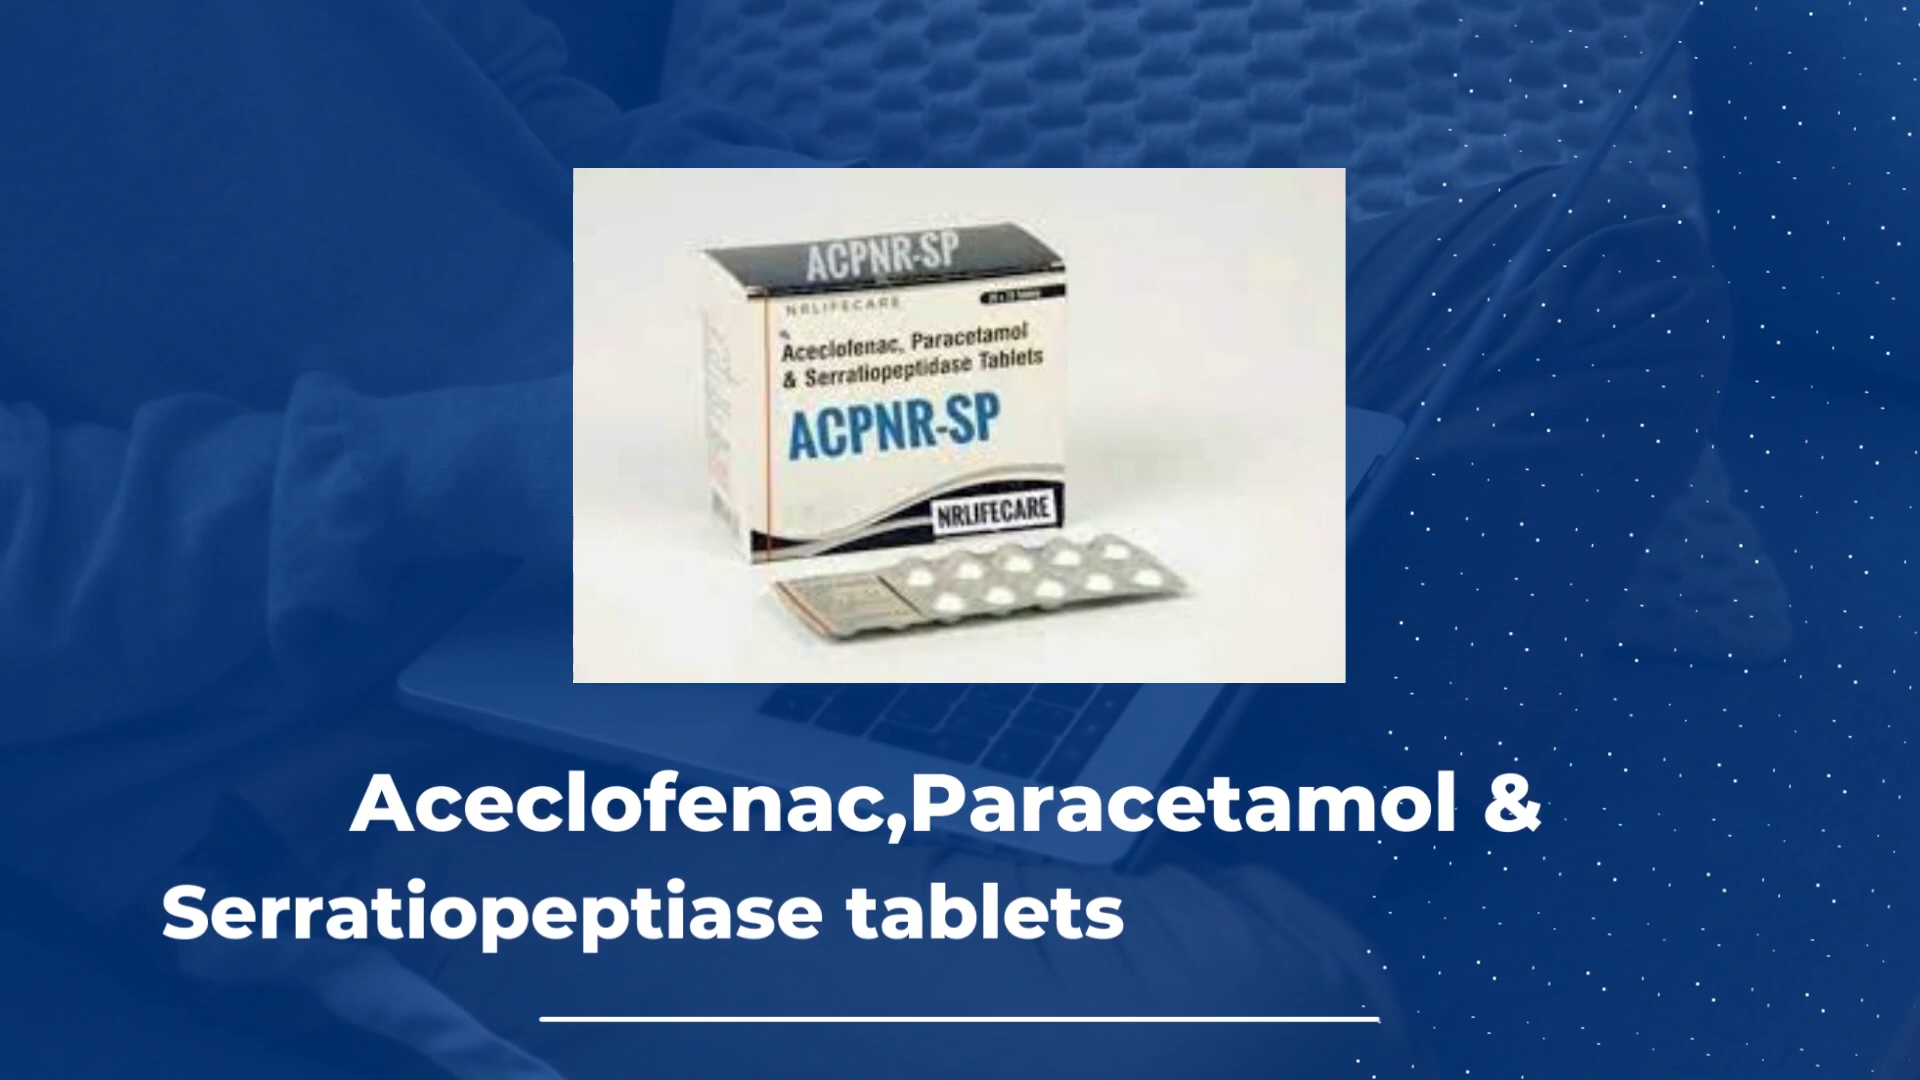 ACPNR-SP
NRLIFECARE
Aceclofenac, Paracetamol
& Serratiopeptidase Tablets
ACPNR-SP
NRLIFECARE
Aceclofenac,Paracetamol &
Serratiopeptiase tablets